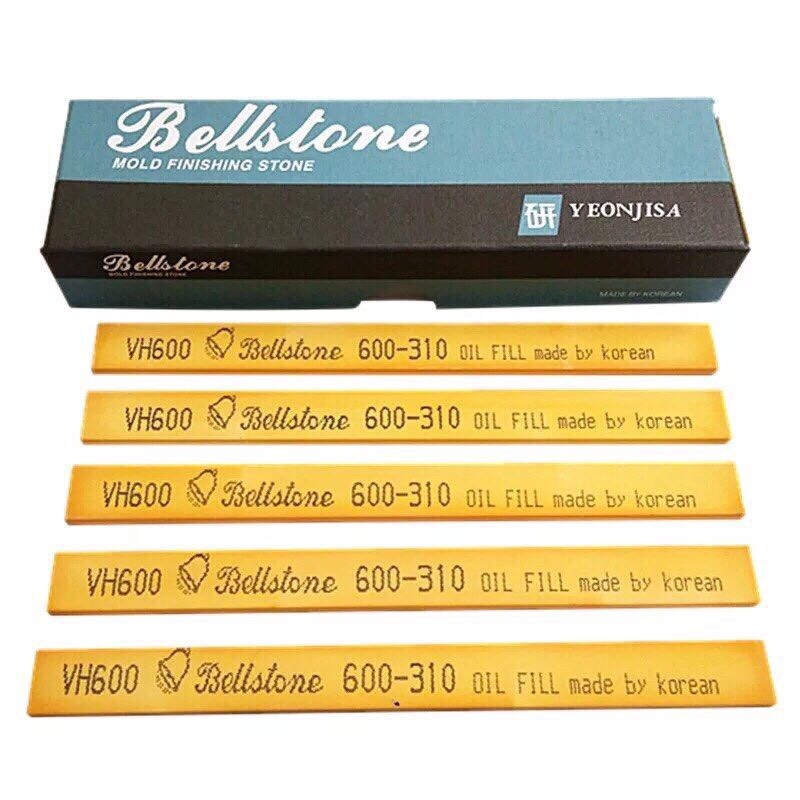 Bellstone
MOLD FINISHING STONE
研 YEONJISA
Bellstone
MOLD FINISHING STONE
MADE BY KOREAN
VH600 Bellstone 600-310 OIL FILL made by korean
VH600 Bellstone 600-310 OIL FILL made by korean
VH600 Bellstone 600-310 OIL FILL made by korean
VH600 Bellstone 600-310 OIL FILL made by korean
VH600 Bellstone 600-310 OIL FILL made by korean